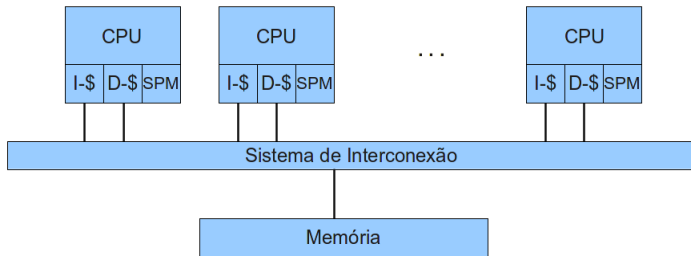 CPU CPU ... CPU
I-$ D-$ SPM I-$ D-$ SPM I-$ D-$ SPM
Sistema de Interconexão
Memória